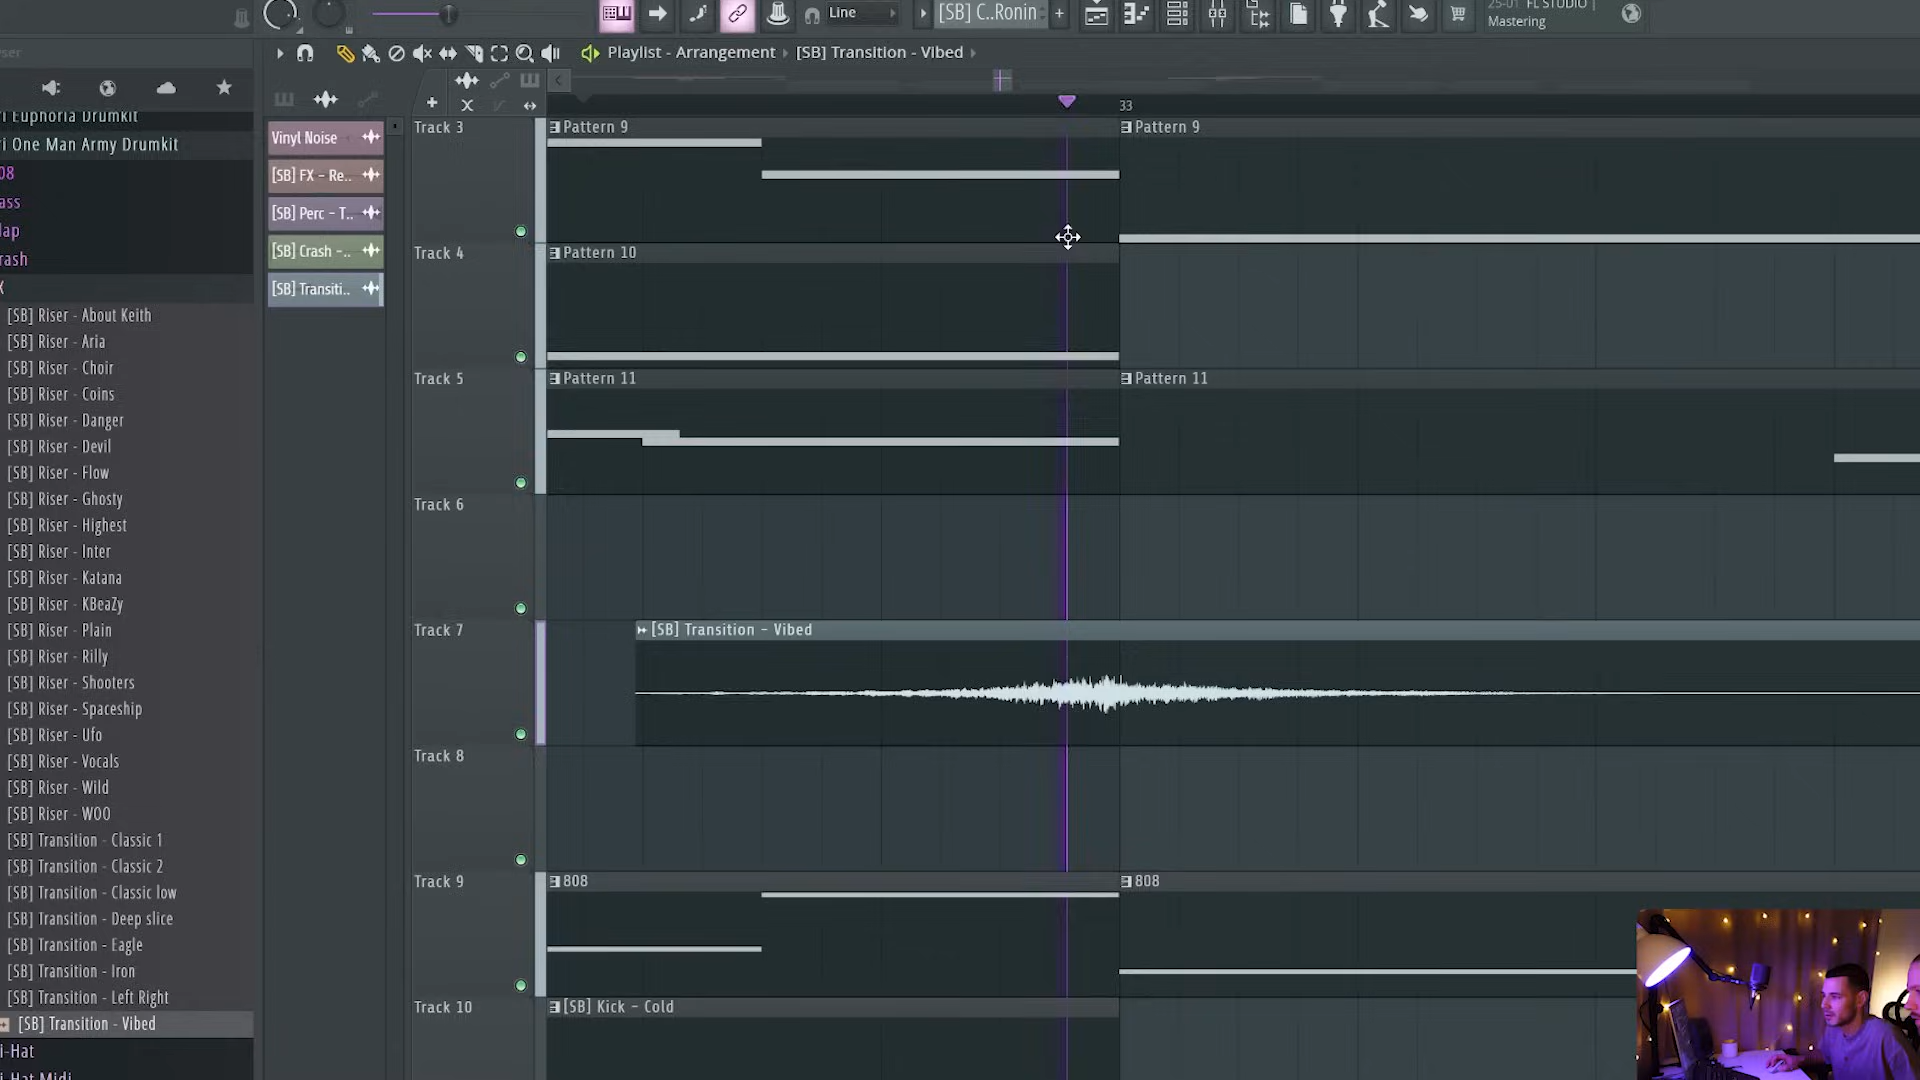 Line
[SB] C..Ronin
25-01 FL STUDIO |
Mastering
Playlist - Arrangement
[SB] Transition - Vibed
33
Euphoria Drumkit
One Man Army Drumkit
Vinyl Noise
[SB] FX - Re..
[SB] Perc - T..
[SB] Crash -..
[SB] Transiti..
[SB] Riser - About Keith
[SB] Riser - Aria
[SB] Riser - Choir
[SB] Riser - Coins
[SB] Riser - Danger
[SB] Riser - Devil
[SB] Riser - Flow
[SB] Riser - Ghosty
[SB] Riser - Highest
[SB] Riser - Inter
[SB] Riser - Katana
[SB] Riser - KBeaZy
[SB] Riser - Plain
[SB] Riser - Rilly
[SB] Riser - Shooters
[SB] Riser - Spaceship
[SB] Riser - Ufo
[SB] Riser - Vocals
[SB] Riser - Wild
[SB] Riser - WOO
[SB] Transition - Classic 1
[SB] Transition - Classic 2
[SB] Transition - Classic low
[SB] Transition - Deep slice
[SB] Transition - Eagle
[SB] Transition - Iron
[SB] Transition - Left Right
[SB] Transition - Vibed
i-Hat
i-Hat Midi
Track 3
Pattern 9
Pattern 9
Track 4
Pattern 10
Track 5
Pattern 11
Pattern 11
Track 6
Track 7
[SB] Transition - Vibed
Track 8
Track 9
808
808
Track 10
[SB] Kick - Cold